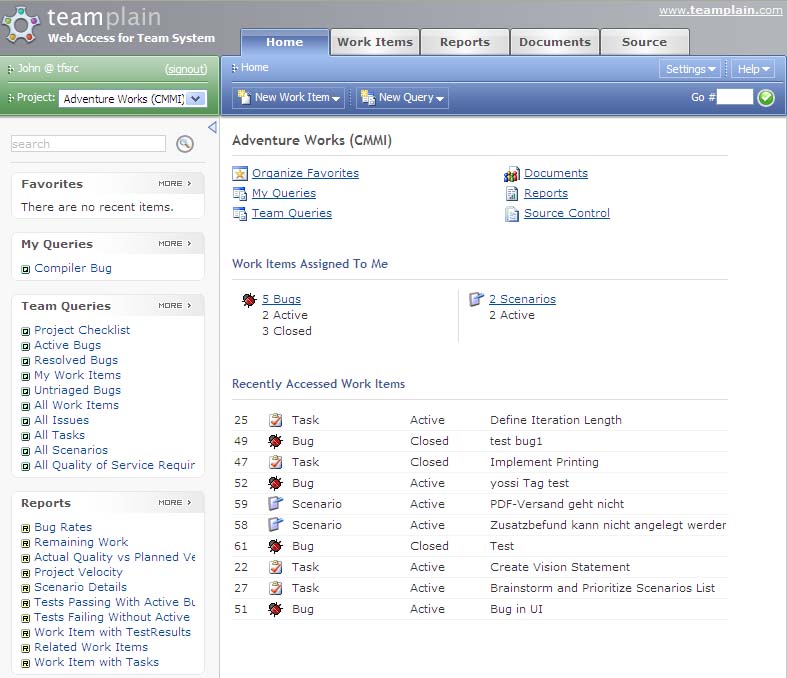 teamplain
Web Access for Team System
www.teamplain.com
Home
Work Items
Reports
Documents
Source
John @ tfsrc
(signout)
Home
Settings
Help
Project:
Adventure Works (CMMI)
New Work Item
New Query
Go #
search
Favorites
MORE >
There are no recent items.
My Queries
MORE >
Compiler Bug
Team Queries
MORE >
Project Checklist
Active Bugs
Resolved Bugs
My Work Items
Untriaged Bugs
All Work Items
All Issues
All Tasks
All Scenarios
All Quality of Service Requir
Reports
MORE >
Bug Rates
Remaining Work
Actual Quality vs Planned Ve
Project Velocity
Scenario Details
Tests Passing With Active Bu
Tests Failing Without Active
Work Item with TestResults
Related Work Items
Work Item with Tasks
Adventure Works (CMMI)
Organize Favorites
My Queries
Team Queries
Documents
Reports
Source Control
Work Items Assigned To Me
5 Bugs
2 Active
3 Closed
2 Scenarios
2 Active
Recently Accessed Work Items
25 Task Active Define Iteration Length
49 Bug Closed test bug1
47 Task Closed Implement Printing
52 Bug Active yossi Tag test
59 Scenario Active PDF-Versand geht nicht
58 Scenario Active Zusatzbefund kann nicht angelegt werder
61 Bug Closed Test
22 Task Active Create Vision Statement
27 Task Active Brainstorm and Prioritize Scenarios List
51 Bug Active Bug in UI